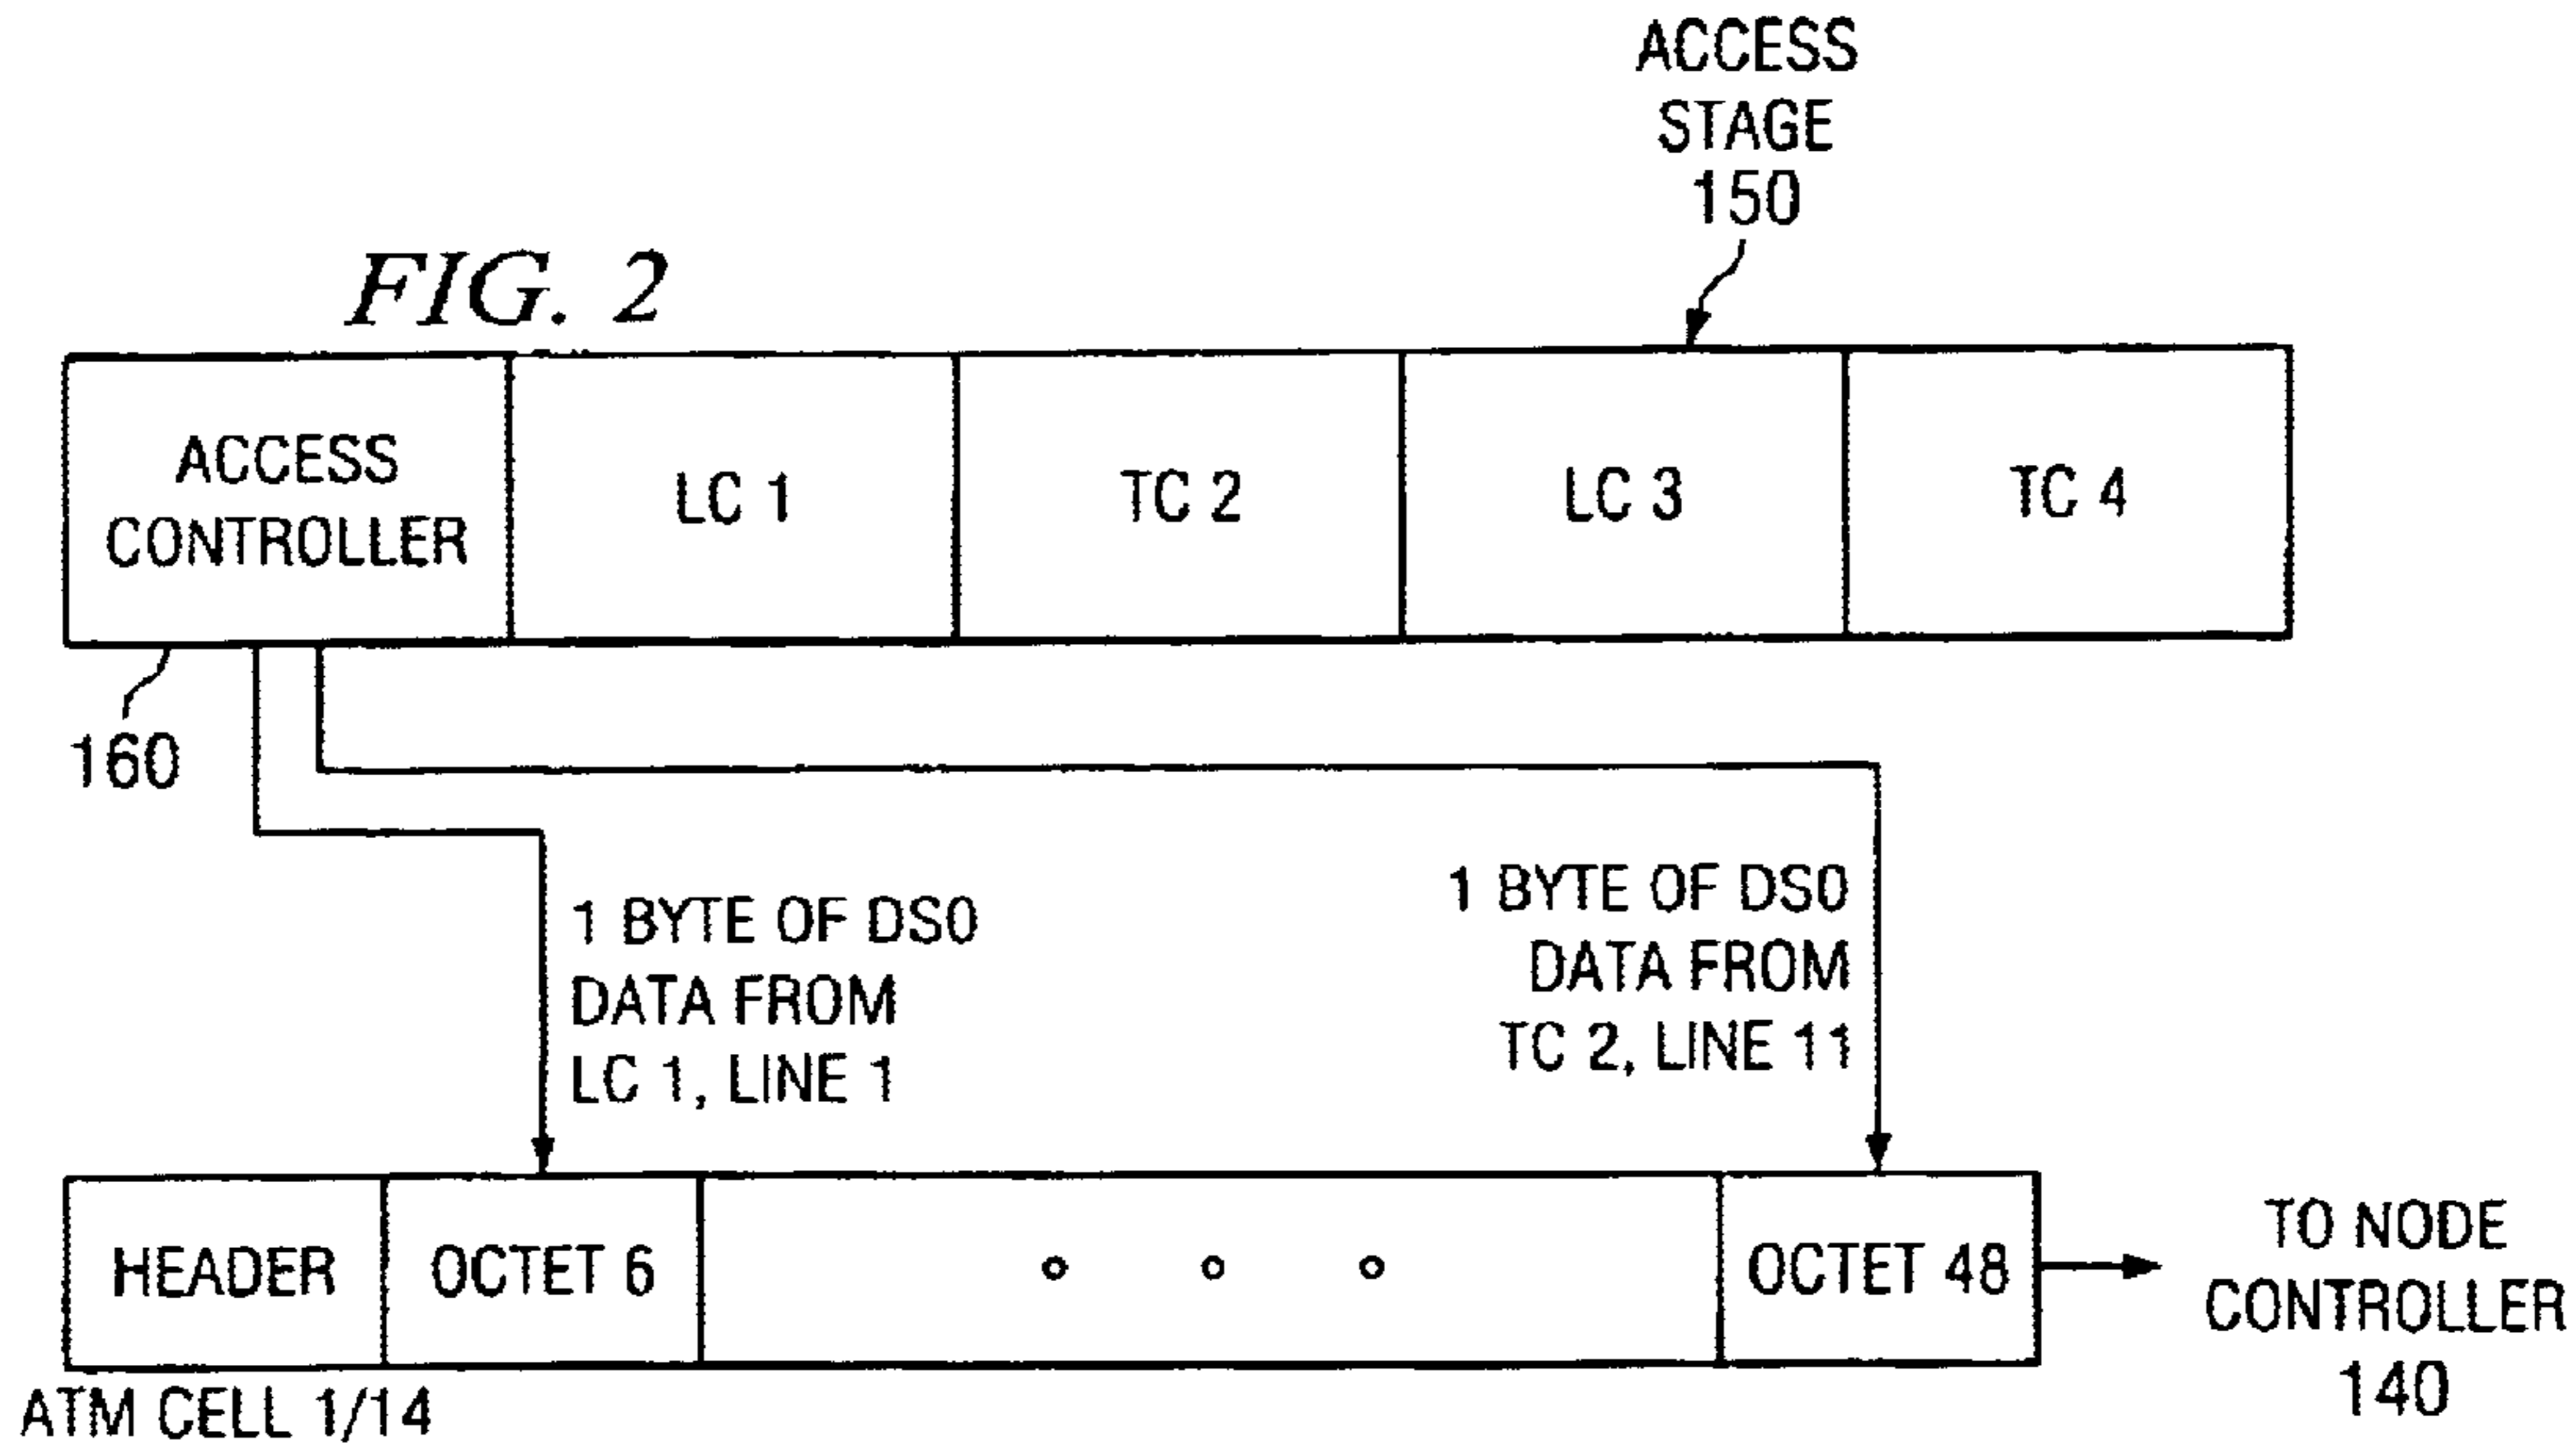 ACCESS
STAGE
150
FIG. 2
ACCESS
CONTROLLER
LC 1
TC 2
LC 3
TC 4
160
1 BYTE OF DS0
DATA FROM
LC 1, LINE 1
1 BYTE OF DS0
DATA FROM
TC 2, LINE 11
HEADER
OCTET 6
OCTET 48
TO NODE
CONTROLLER
140
ATM CELL 1/14